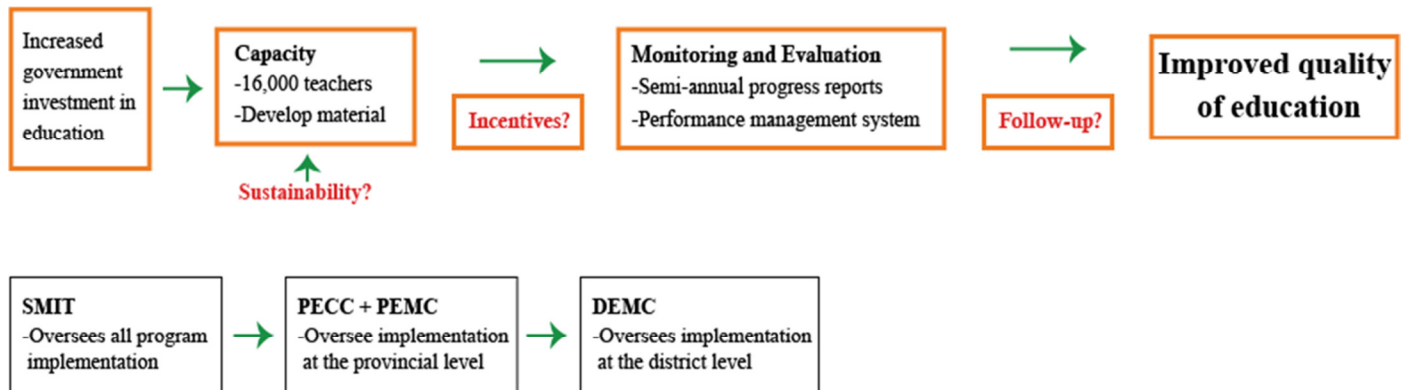 Increased
government
investment in
education
Capacity
-16,000 teachers
-Develop material
Sustainability?
Incentives?
Monitoring and Evaluation
-Semi-annual progress reports
-Performance management system
Follow-up?
Improved quality
of education
SMIT
-Oversees all program
implementation
PECC + PEMC
-Oversee implementation
at the provincial level
DEMC
-Oversees implementation
at the district level